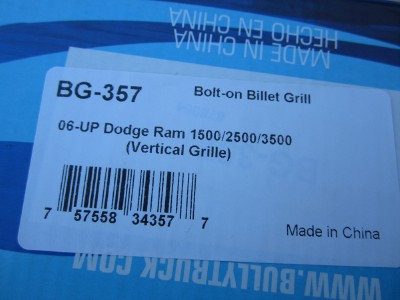 MADE IN CHINA
HECHO EN CHINA
BG-357 Bolt-on Billet Grill
06-UP Dodge Ram 1500/2500/3500
(Vertical Grille)
7 57558 34357 7
Made in China
WWW.BULLYTRUCK.COM